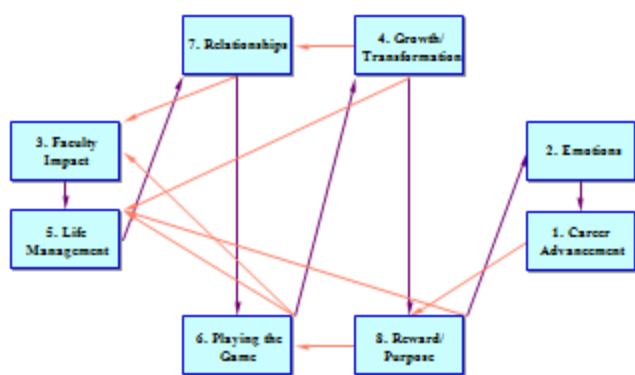 7. Relationships
4. Growth/
Transformation
3. Faculty
Impact
2. Emotions
5. Life
Management
1. Career
Advancement
6. Playing the
Game
8. Reward/
Purpose